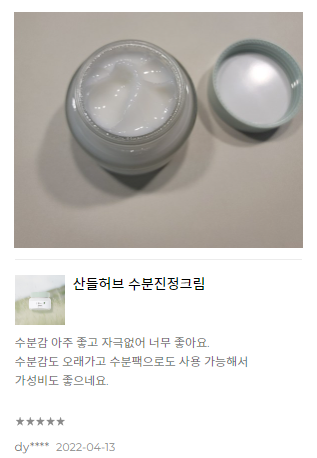 산들허브 수분진정크림
수분감 아주 좋고 자극없어 너무 좋아요.
수분감도 오래가고 수분팩으로도 사용 가능해서
가성비도 좋으네요.
★★★★★
dy**** 2022-04-13